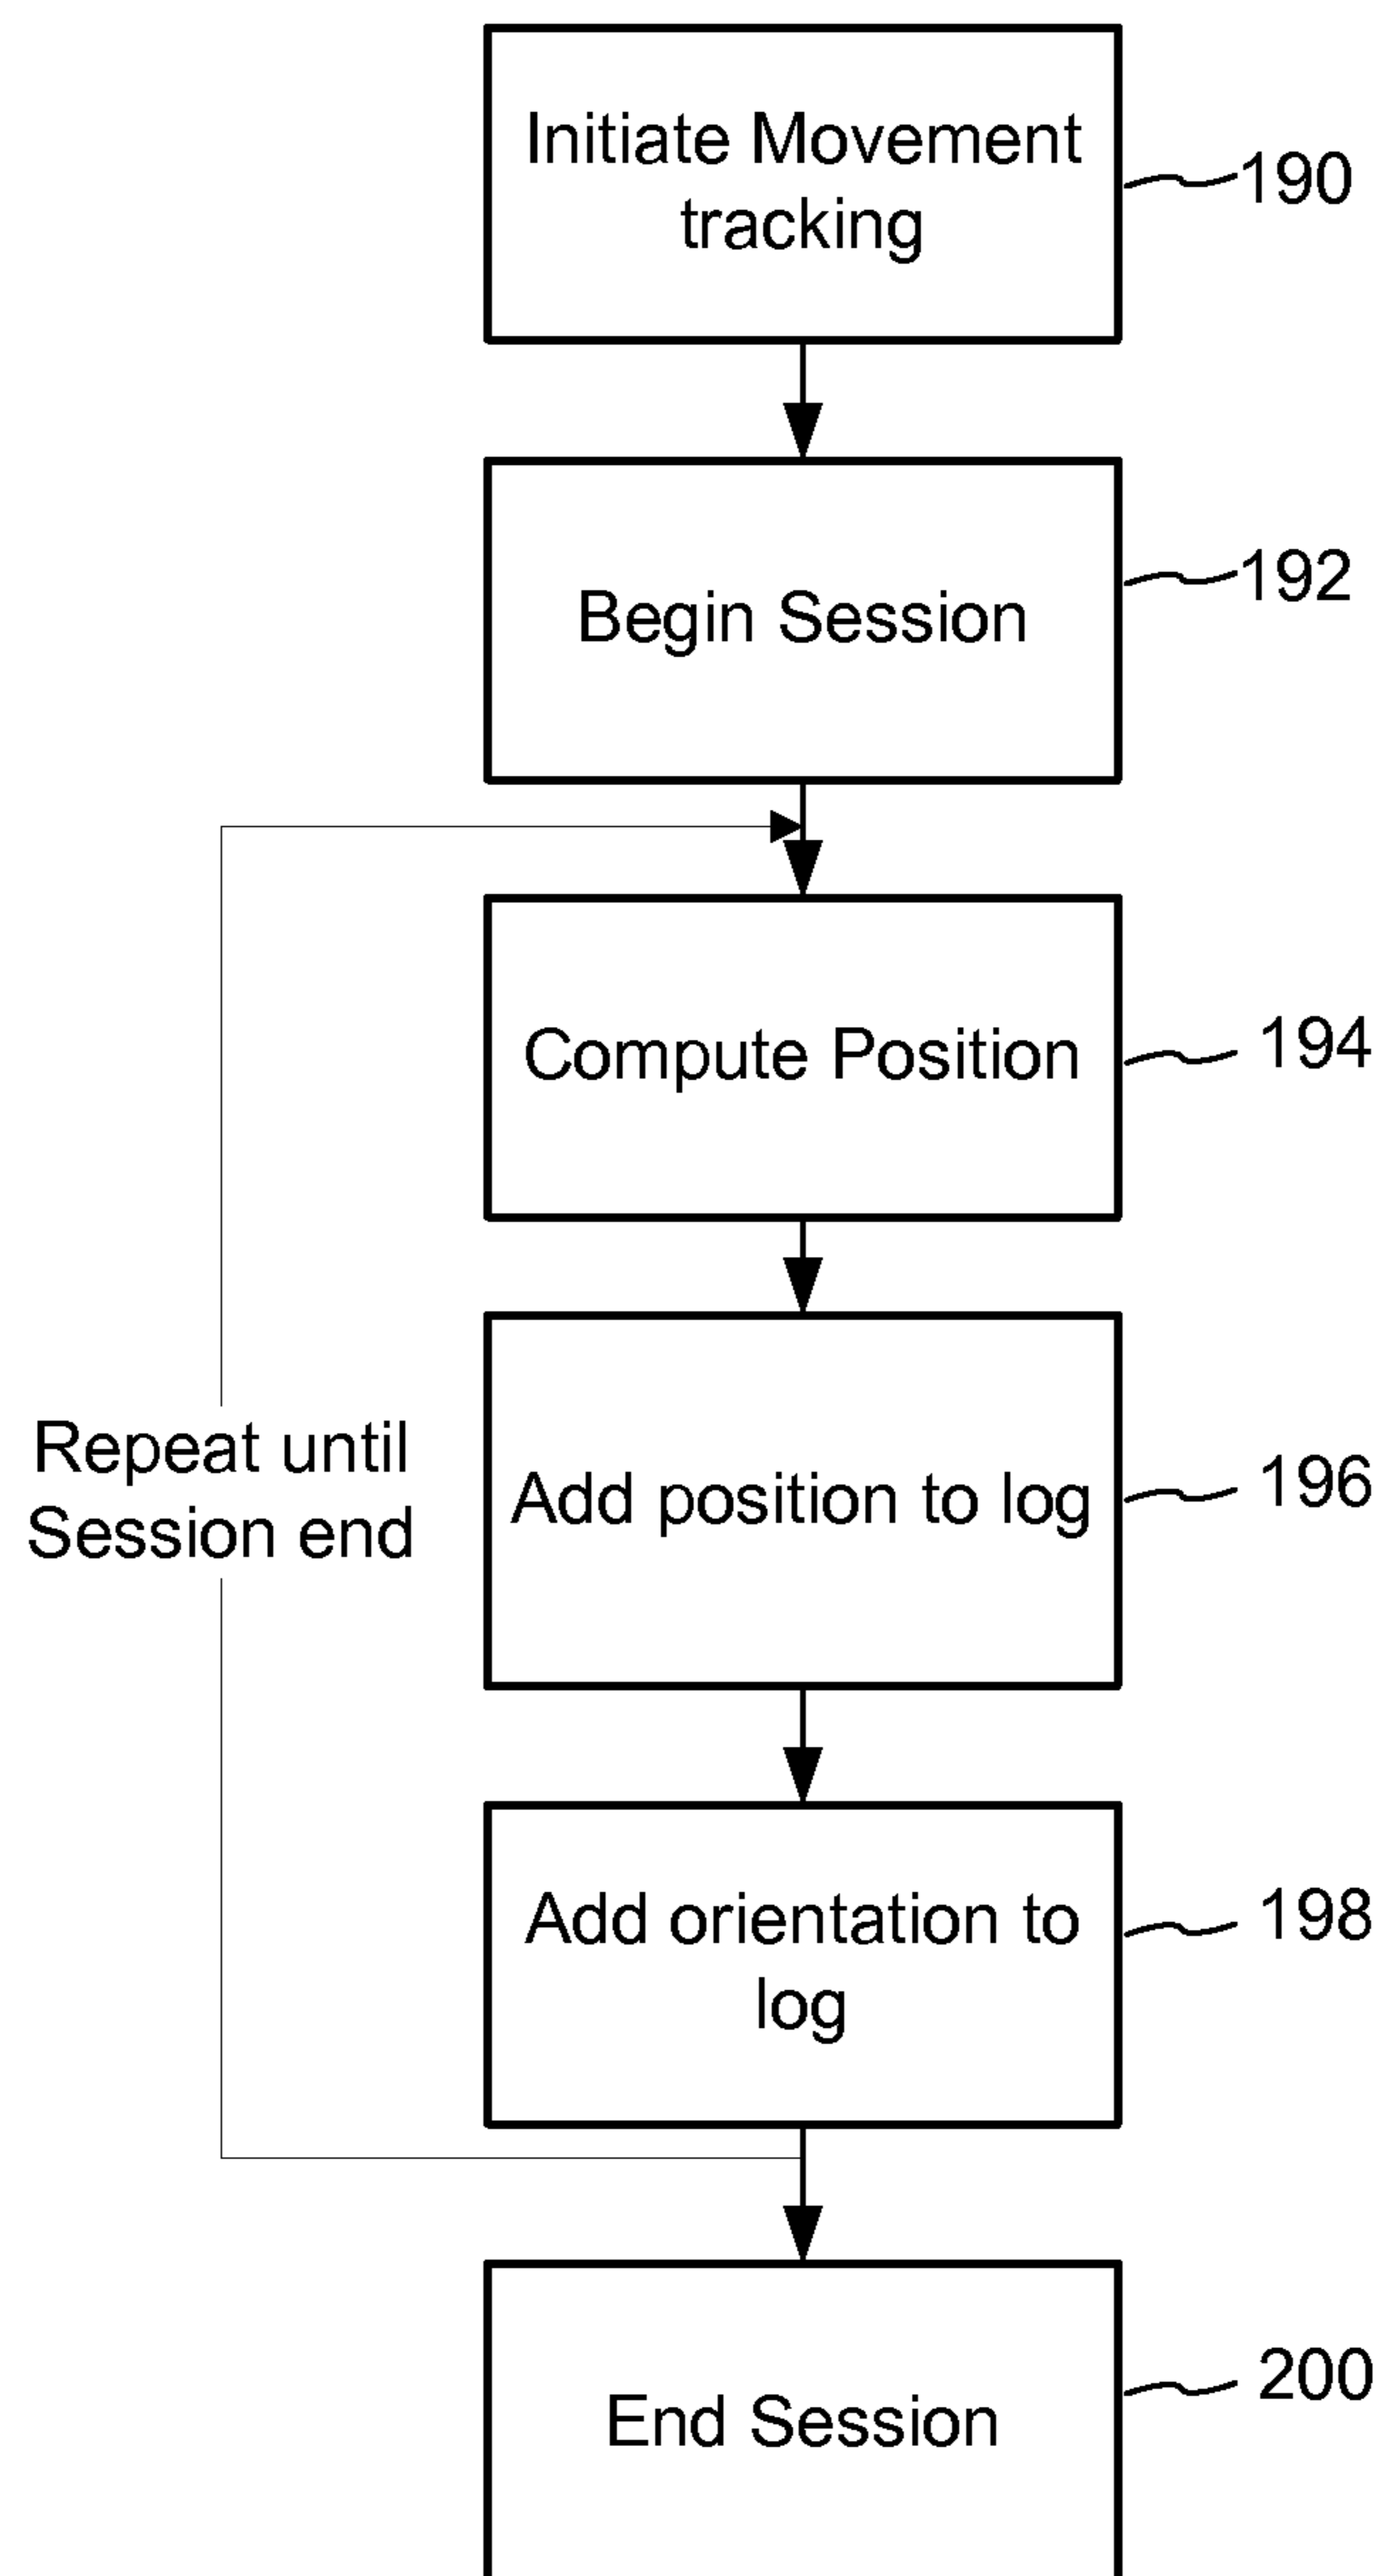 Initiate Movement
tracking
190
Begin Session
192
Compute Position
194
Repeat until
Session end
Add position to log
196
Add orientation to
log
198
End Session
200